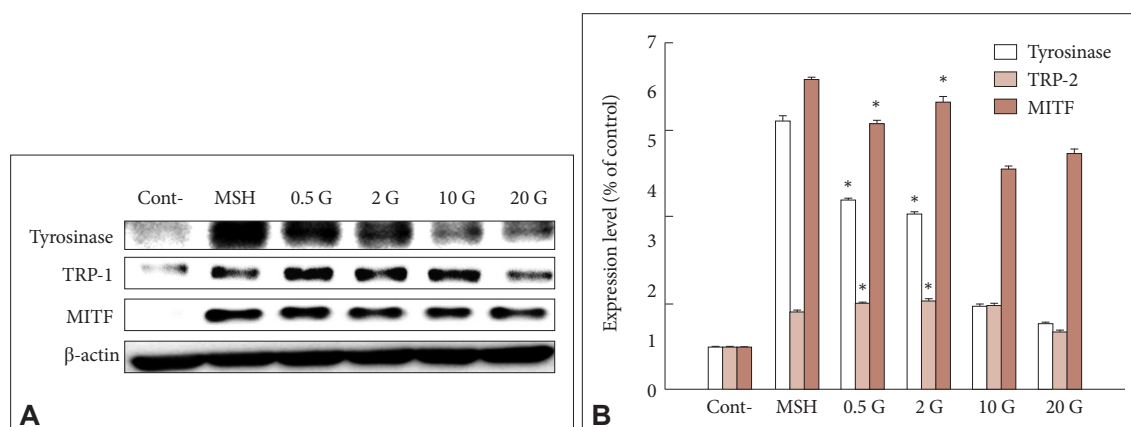 Cont- MSH 0.5 G 2 G 10 G 20 G
Tyrosinase
TRP-1
MITF
β-actin
A
7
6
5
4
3
2
1
0
Expression level (% of control)
* * * * * *
Tyrosinase
TRP-2
MITF
Cont- MSH 0.5 G 2 G 10 G 20 G
B